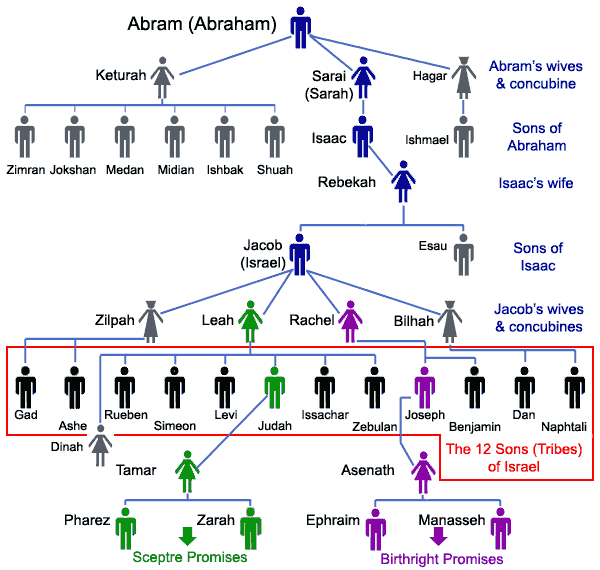 Abram (Abraham)
Keturah
Sarai
(Sarah)
Hagar
Abram's wives
& concubine
Zimran
Jokshan
Medan
Midian
Ishbak
Shuah
Isaac
Ishmael
Sons of
Abraham
Rebekah
Isaac's wife
Jacob
(Israel)
Esau
Sons of
Isaac
Zilpah
Leah
Rachel
Bilhah
Jacob's wives
& concubines
Gad
Ashe
Rueben
Simeon
Levi
Judah
Issachar
Zebulan
Joseph
Benjamin
Dan
Naphtali
Dinah
The 12 Sons (Tribes)
of Israel
Tamar
Asenath
Pharez
Zarah
Ephraim
Manasseh
Sceptre Promises
Birthright Promises